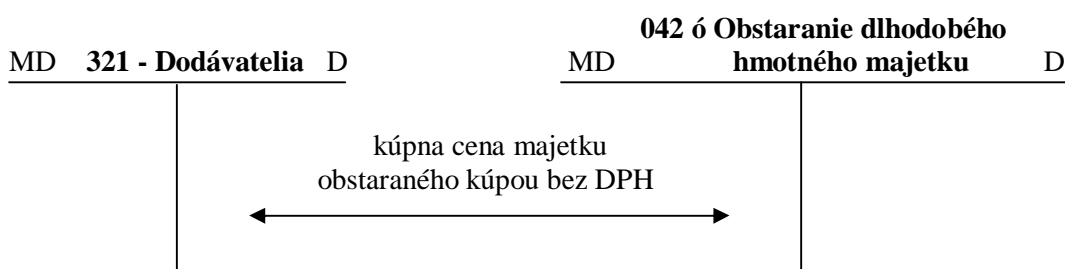 042 ó Obstaranie dlhodobého
MD 321 - Dodávatelia D MD hmotného majetku D
kúpna cena majetku
obstaraného kúpou bez DPH